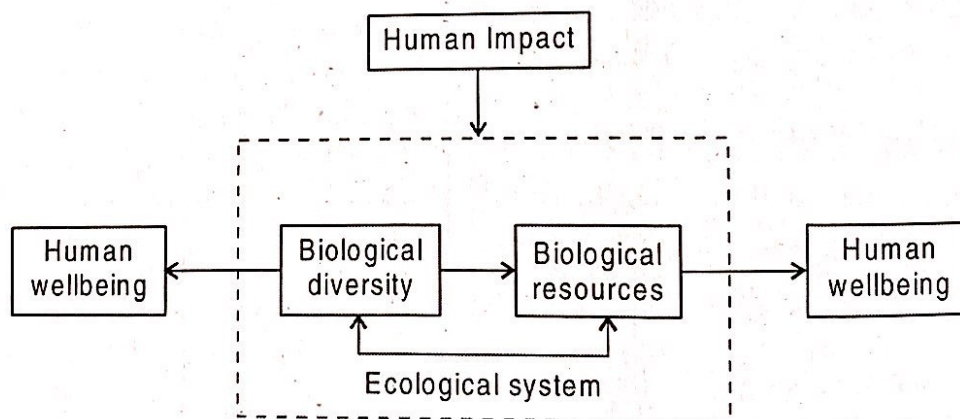 Human Impact
Human
wellbeing
Biological
diversity
Biological
resources
Human
wellbeing
Ecological system